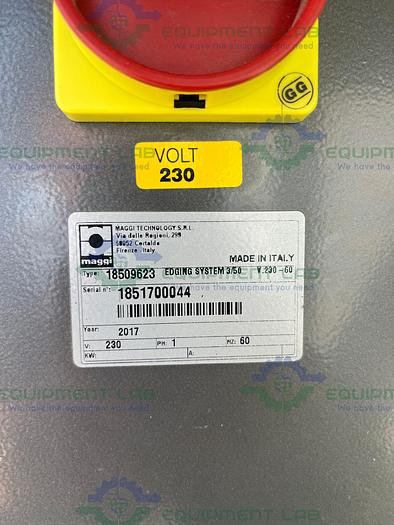 GG
VOLT
230
MAGGI TECHNOLOGY S.R.L.
Via delle Regioni, 299
50052 Certaldo
Firenze Italy
maggi
MADE IN ITALY
Type: 18509623 EDGING SYSTEM 3/50 V.230-60
Serial n°: 1851700044
Year: 2017
V: 230 PH: 1 HZ: 60
KW: A:
EQUIPMENT LAB
We have the equipment you need!